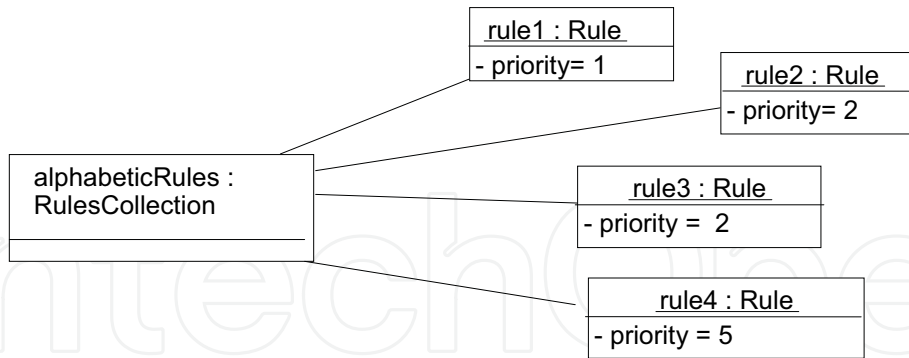 rule1 : Rule
- priority= 1
rule2 : Rule
- priority= 2
alphabeticRules :
RulesCollection
rule3 : Rule
- priority = 2
rule4 : Rule
- priority = 5